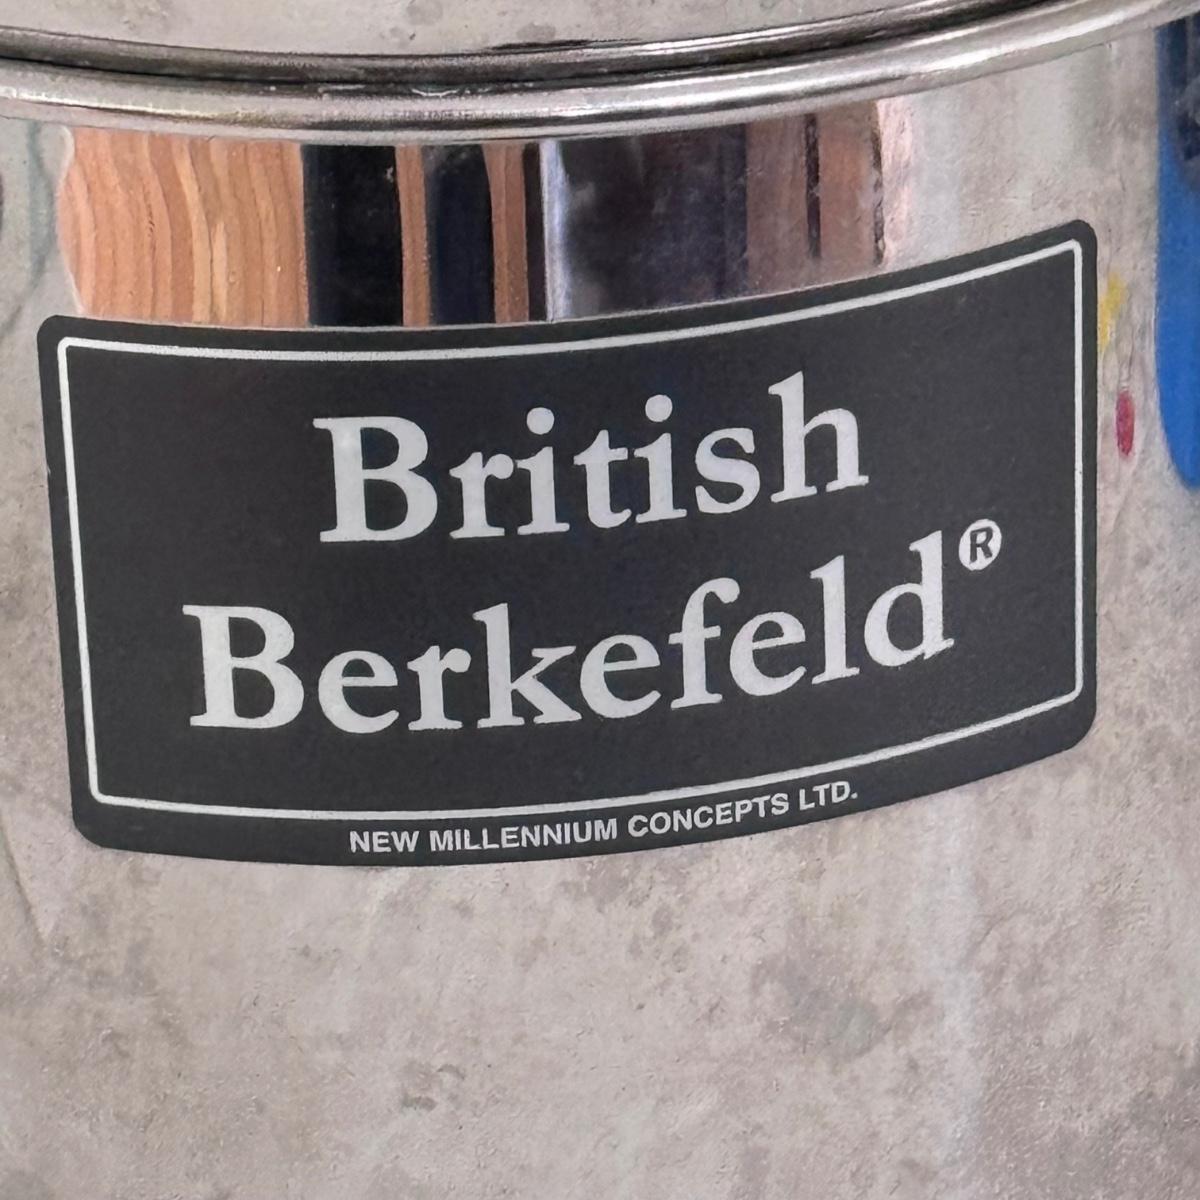 British
Berkefeld®
NEW MILLENNIUM CONCEPTS LTD.